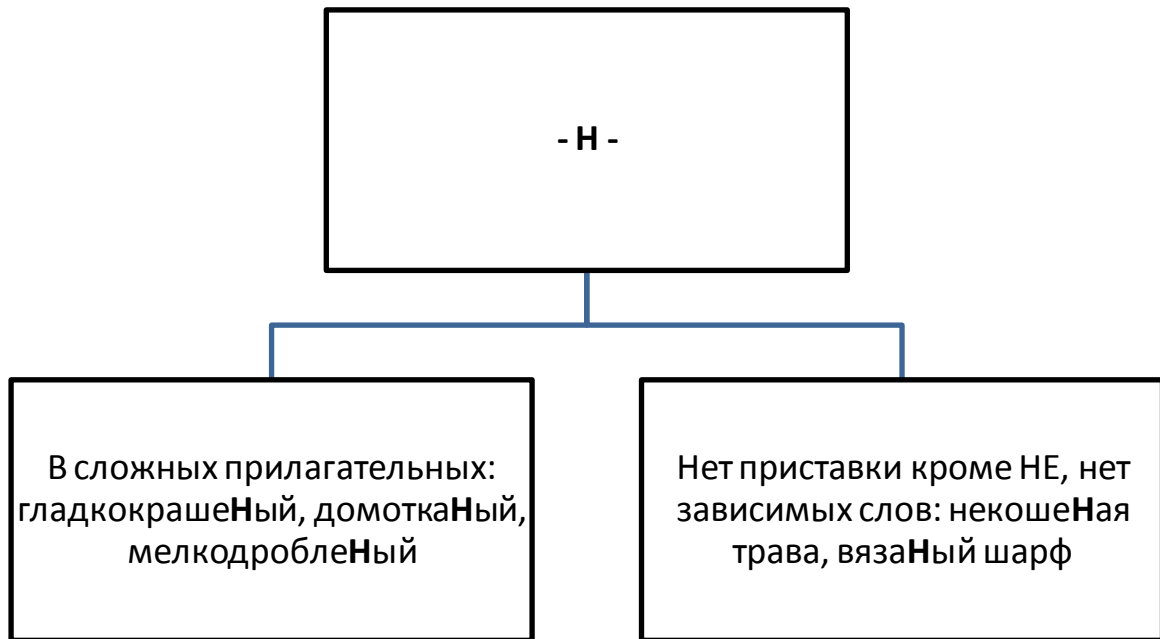 - Н -
В сложных прилагательных:
гладкокрашеНый, домоткаНый,
мелкодроблеНый
Нет приставки кроме НЕ, нет
зависимых слов: некошеНая
трава, вязаНый шарф